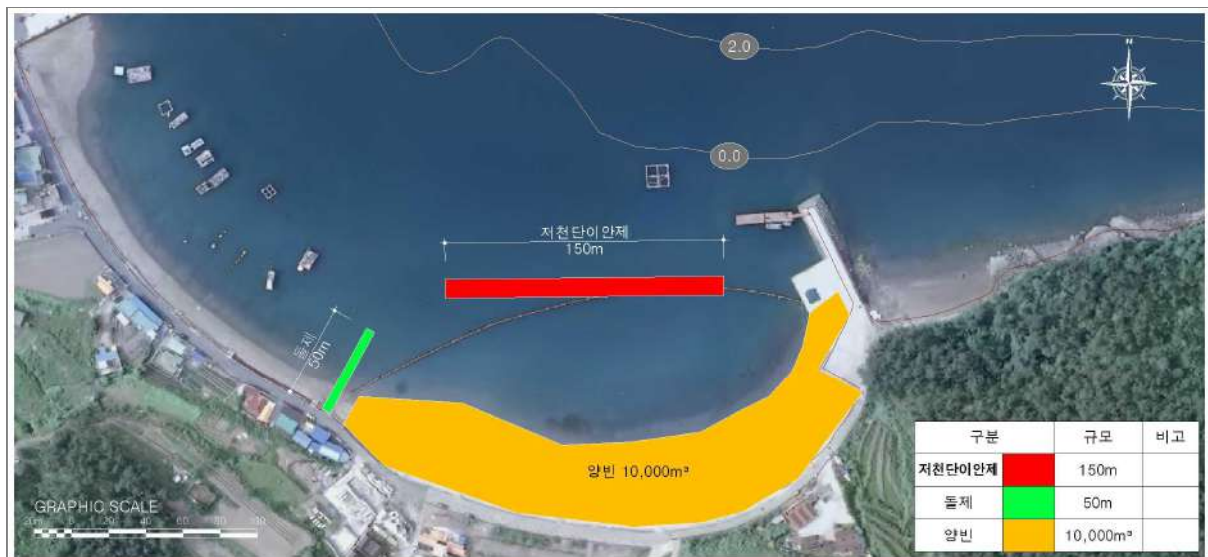 2.0
N
0.0
저천단이안제
150m
돌제
50m
양빈 10,000m³
GRAPHIC SCALE
구분 규모 비고
저천단이안제 150m
돌제 50m
양빈 10,000m³